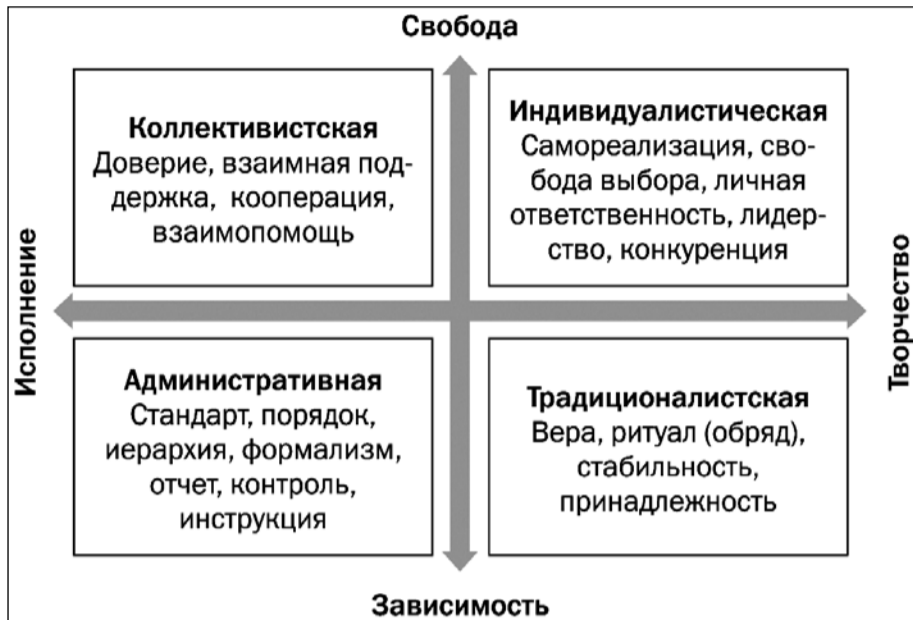 Свобода
Коллективистская
Доверие, взаимная под-
держка, кооперация,
взаимопомощь
Индивидуалистическая
Самореализация, сво-
бода выбора, личная
ответственность, лидер-
ство, конкуренция
Исполнение
Творчество
Административная
Стандарт, порядок,
иерархия, формализм,
отчет, контроль,
инструкция
Традиционалистская
Вера, ритуал (обряд),
стабильность,
принадлежность
Зависимость